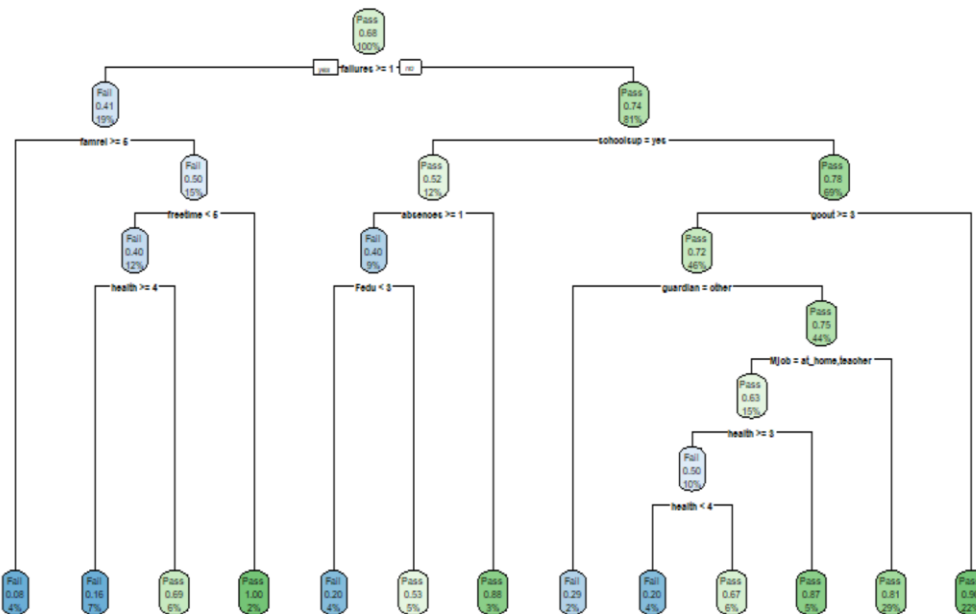 Pass
0.68
100%
yes failures >= 1 no
Fail
0.41
19%
Pass
0.74
81%
famrel >= 5
schoolsup = yes
Fail
0.50
15%
Pass
0.52
12%
Pass
0.78
69%
freetime < 5
absences >= 1
goout >= 3
Fail
0.40
12%
Fail
0.40
9%
Pass
0.72
46%
health >= 4
Fedu < 3
guardian = other
Pass
0.75
44%
Mjob = at_home,teacher
Pass
0.63
15%
health >= 3
Fail
0.50
10%
health < 4
Fail
0.08
4%
Fail
0.16
7%
Pass
0.69
6%
Pass
1.00
2%
Fail
0.20
4%
Pass
0.53
5%
Pass
0.88
3%
Fail
0.29
2%
Fail
0.20
4%
Pass
0.67
6%
Pass
0.87
5%
Pass
0.81
29%
Pass
22%